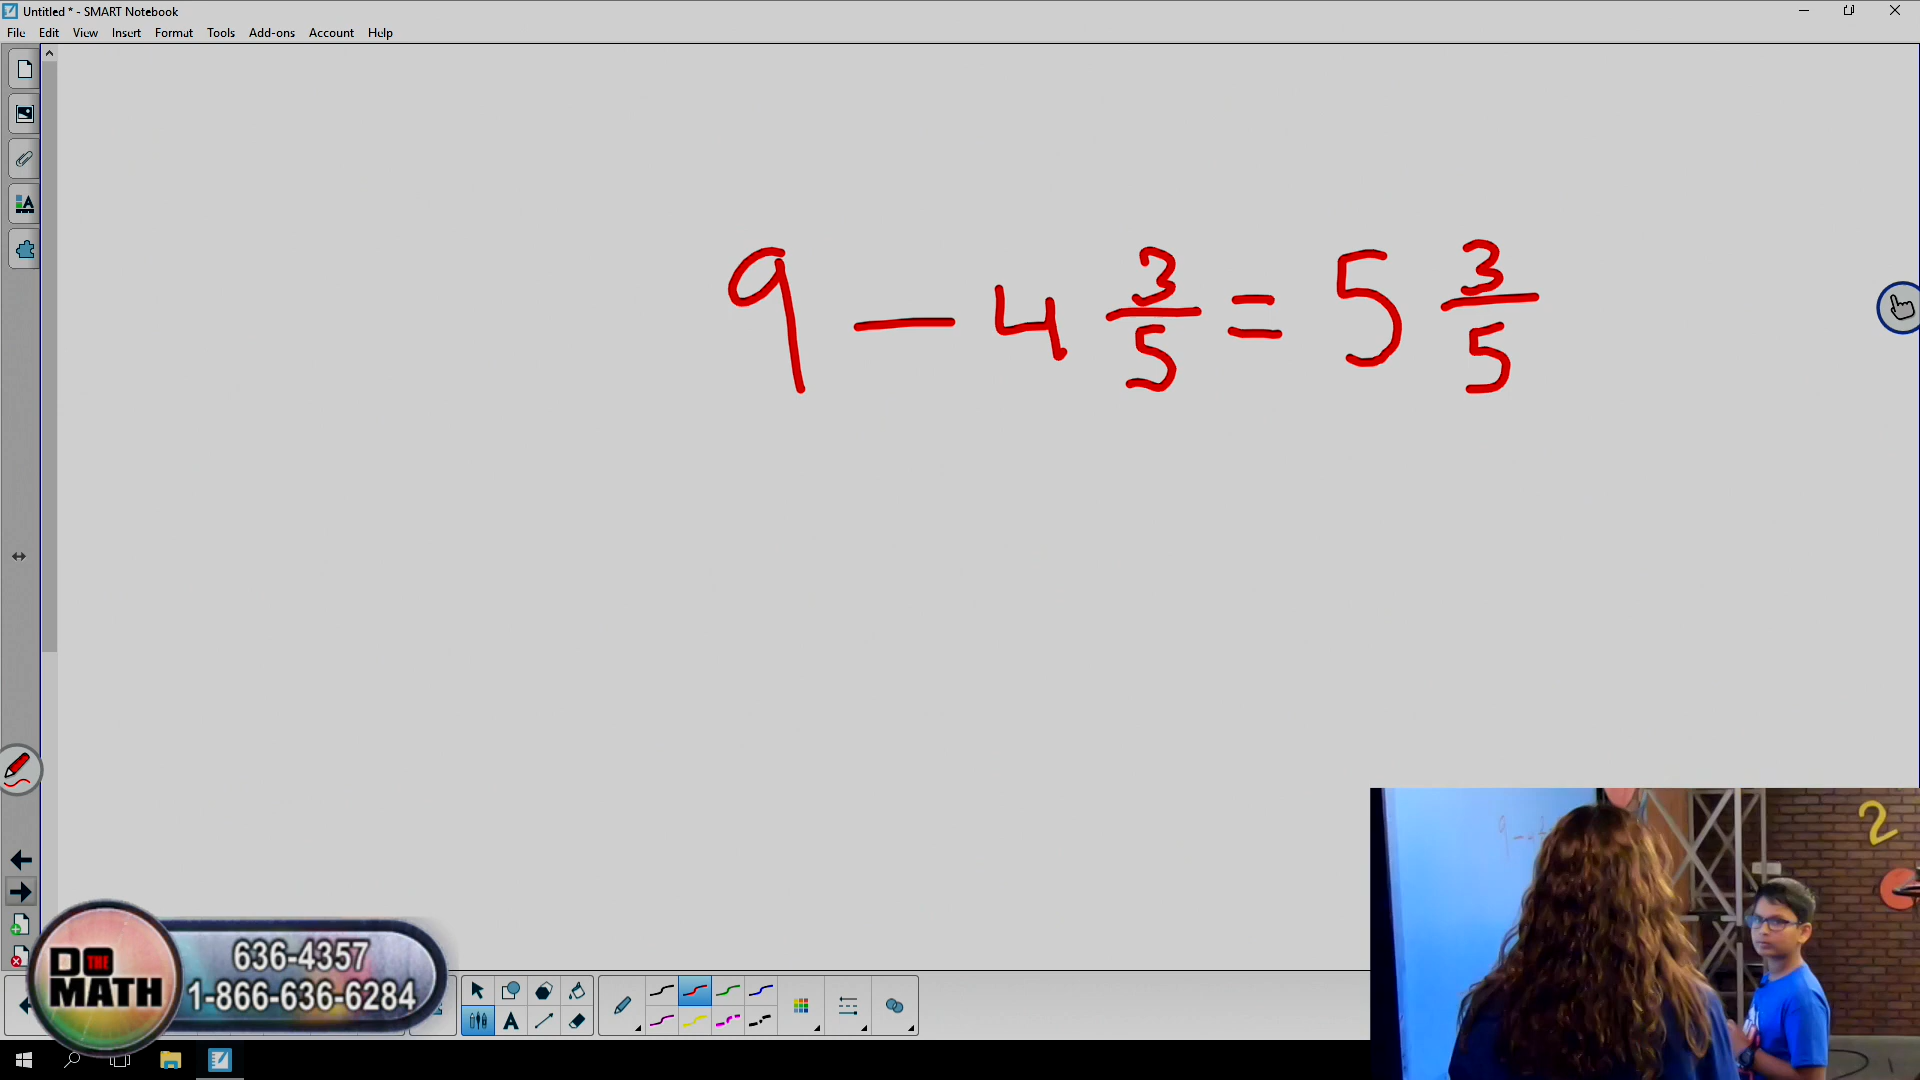 Untitled * - SMART Notebook
File Edit View Insert Format Tools Add-ons Account Help
9 - 4 3/5 = 5 3/5
2
DO THE MATH
636-4357
1-866-636-6284
A